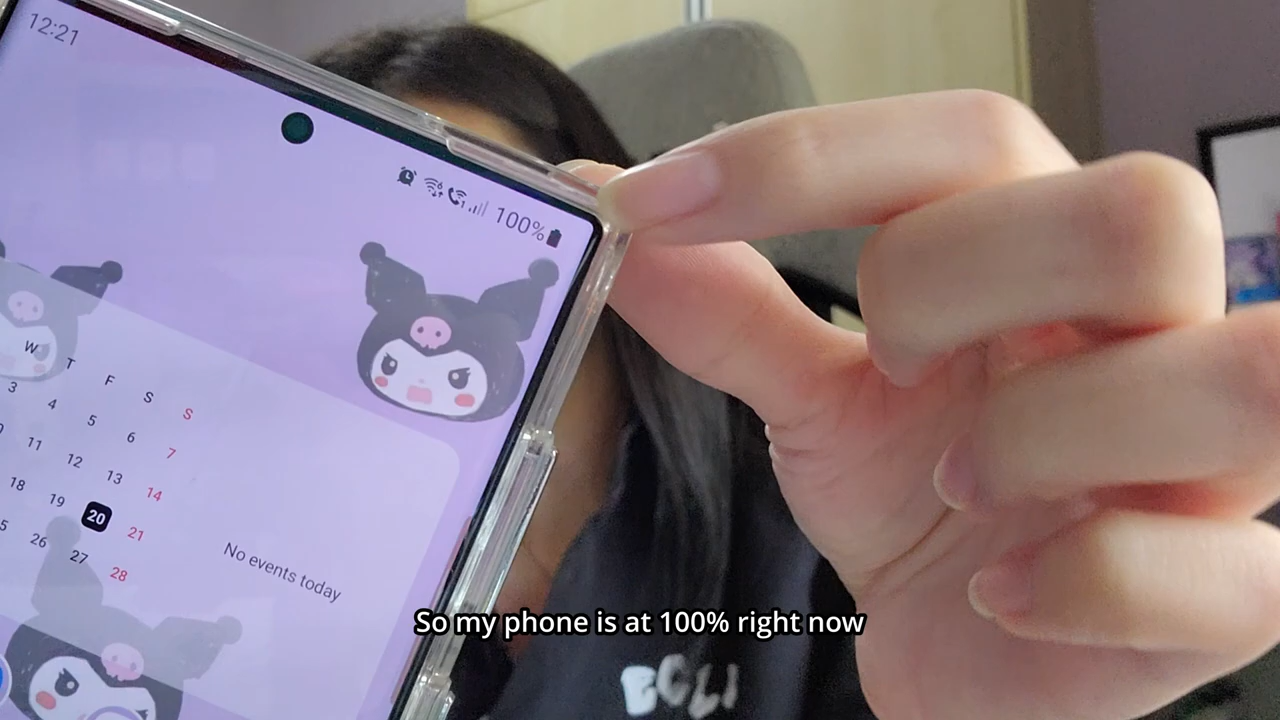 12:21
100%
W T F S S
3 4 5 6 7
11 12 13 14
18 19 20 21
26 27 28
No events today
So my phone is at 100% right now